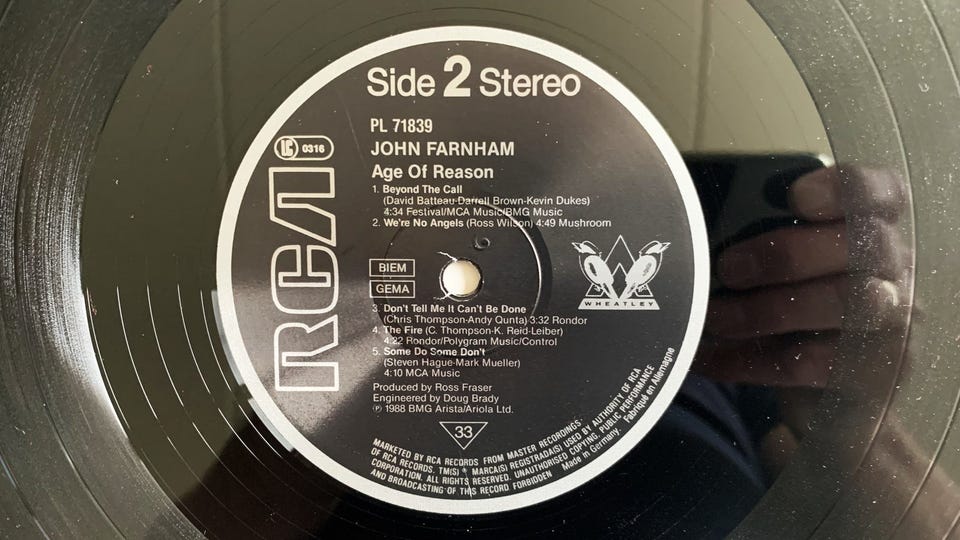 Side 2 Stereo
PL 71839
LC 0316
JOHN FARNHAM
Age Of Reason
1. Beyond The Call
(David Batteau-Darrell Brown-Kevin Dukes)
4:34 Festival/MCA Music/BMG Music
2. We're No Angels (Ross Wilson) 4:49 Mushroom
BIEM
GEMA
RCA
WHEATLEY
3. Don't Tell Me It Can't Be Done
(Chris Thompson-Andy Qunta) 3:32 Rondor
4. The Fire (C. Thompson-K. Reid-Leiber)
4:22 Rondor/Polygram Music/Control
5. Some Do Some Don't
(Steven Hague-Mark Mueller)
4:10 MCA Music
Produced by Ross Fraser
Engineered by Doug Brady
℗ 1988 BMG Arista/Ariola Ltd.
33
MARKETED BY RCA RECORDS FROM MASTER RECORDINGS
OF RCA RECORDS. TM(S) ® MARCA(S) REGISTRADA(S) USED BY AUTHORITY OF RCA
CORPORATION. ALL RIGHTS RESERVED. UNAUTHORISED COPYING, PUBLIC PERFORMANCE
AND BROADCASTING OF THIS RECORD FORBIDDEN Made in Germany. Fabriqué en Allemagne